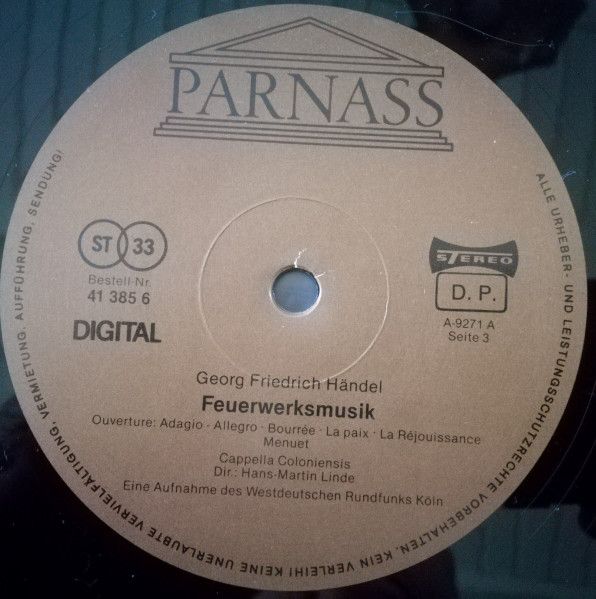 PARNASS
ST 33
Bestell-Nr.
41 385 6
DIGITAL
STEREO
D. P.
A-9271 A
Seite 3
Georg Friedrich Händel
Feuerwerksmusik
Ouverture: Adagio · Allegro · Bourrée · La paix · La Réjouissance
Menuet
Cappella Coloniensis
Dir.: Hans-Martin Linde
Eine Aufnahme des Westdeutschen Rundfunks Köln
ALLE URHEBER- UND LEISTUNGSSCHUTZRECHTE VORBEHALTEN. KEIN VERLEIH! KEINE UNERLAUBTE VERVIELFÄLTIGUNG, VERMIETUNG, AUFFÜHRUNG, SENDUNG!